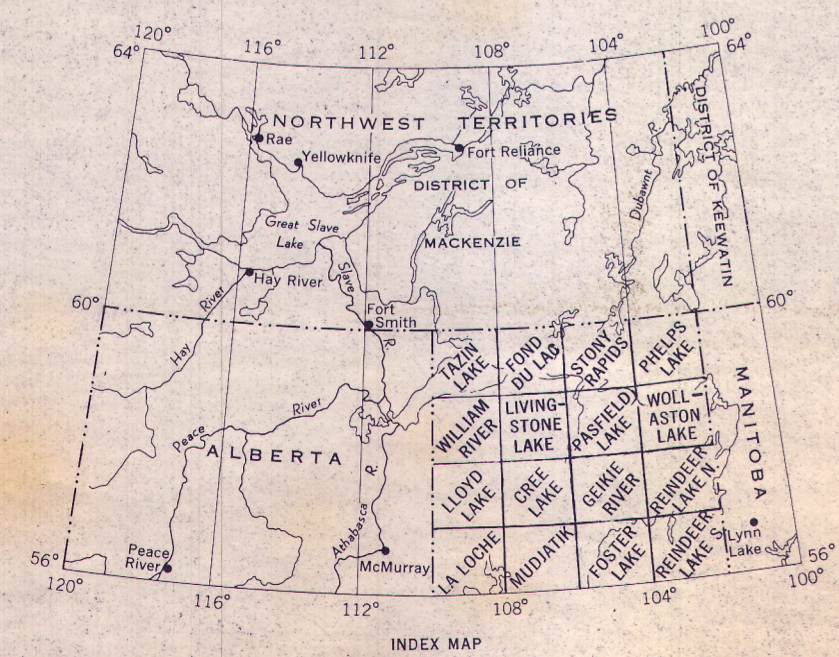 120°
116°
112°
108°
104°
100°
64°
64°
NORTHWEST TERRITORIES
Rae
Yellowknife
Fort Reliance
DISTRICT OF
MACKENZIE
DISTRICT OF KEEWATIN
Dubawnt R
Great Slave
Lake
Hay River
Slave
R
Fort
Smith
60°
60°
Hay River
Peace River
ALBERTA
Athabasca R
Peace
River
McMurray
TAZIN
LAKE
FOND
DU LAC
STONY
RAPIDS
PHELPS
LAKE
WILLIAM
RIVER
LIVING-
STONE
LAKE
PASFIELD
LAKE
WOLL-
ASTON
LAKE
LLOYD
LAKE
CREE
LAKE
GEIKIE
RIVER
REINDEER
LAKE N
LA LOCHE
MUDJATIK
FOSTER
LAKE
REINDEER
LAKE S
MANITOBA
Lynn
Lake
56°
56°
120°
116°
112°
108°
104°
100°
INDEX MAP